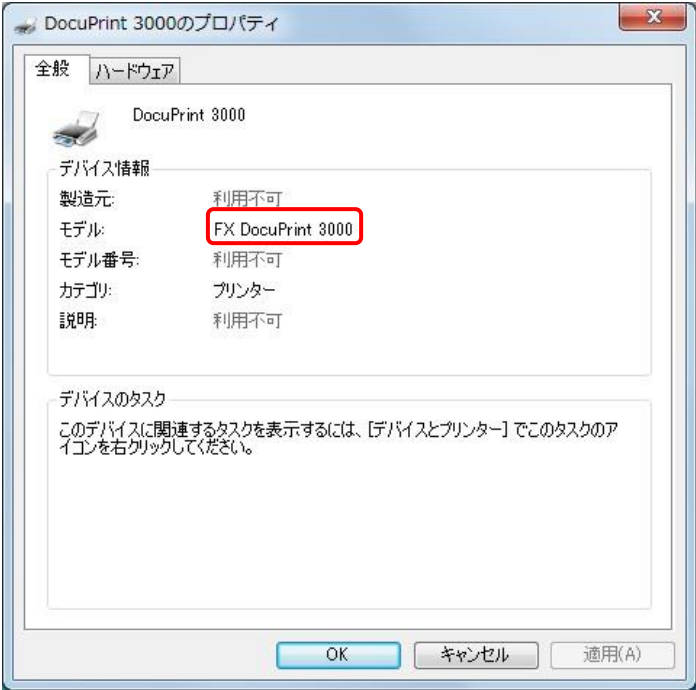 DocuPrint 3000のプロパティ
全般 ハードウェア
DocuPrint 3000
デバイス情報
製造元: 利用不可
モデル: FX DocuPrint 3000
モデル番号: 利用不可
カテゴリ: プリンター
説明: 利用不可
デバイスのタスク
このデバイスに関連するタスクを表示するには、[デバイスとプリンター] でこのタスクのア
イコンを右クリックしてください。
OK キャンセル 適用(A)